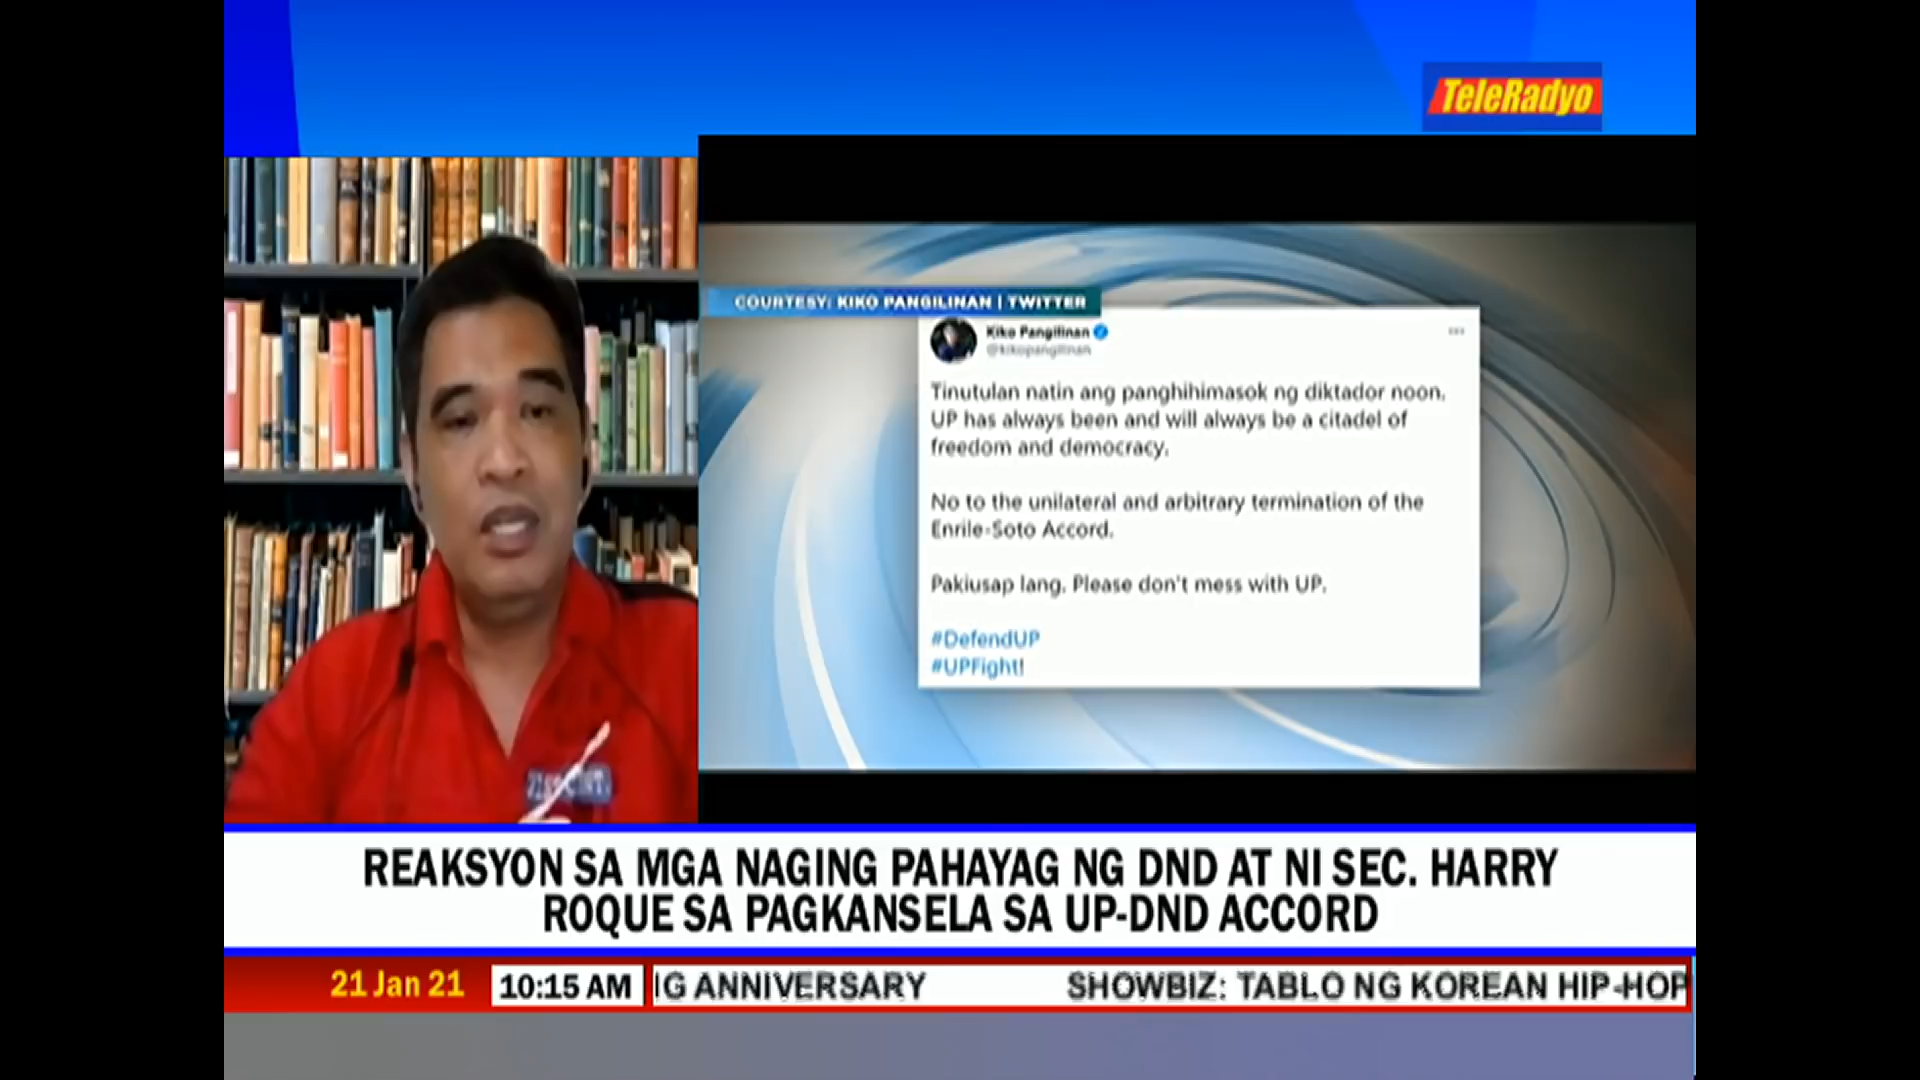 TeleRadyo
COURTESY: KIKO PANGILINAN | TWITTER
Kiko Pangilinan
@kikopangilinan
Tinutulan natin ang panghihimasok ng diktador noon.
UP has always been and will always be a citadel of
freedom and democracy.
No to the unilateral and arbitrary termination of the
Enrile-Soto Accord.
Pakiusap lang. Please don't mess with UP.
#DefendUP
#UPFight!
REAKSYON SA MGA NAGING PAHAYAG NG DND AT NI SEC. HARRY
ROQUE SA PAGKANSELA SA UP-DND ACCORD
21 Jan 21 10:15 AM IG ANNIVERSARY SHOWBIZ: TABLO NG KOREAN HIP-HOP